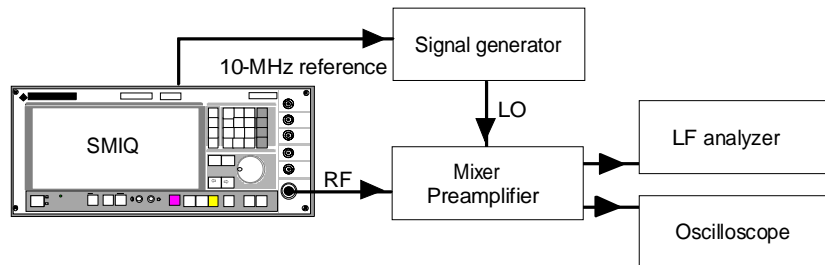 Signal generator
10-MHz reference
SMIQ
LO
LF analyzer
Mixer
Preamplifier
RF
Oscilloscope